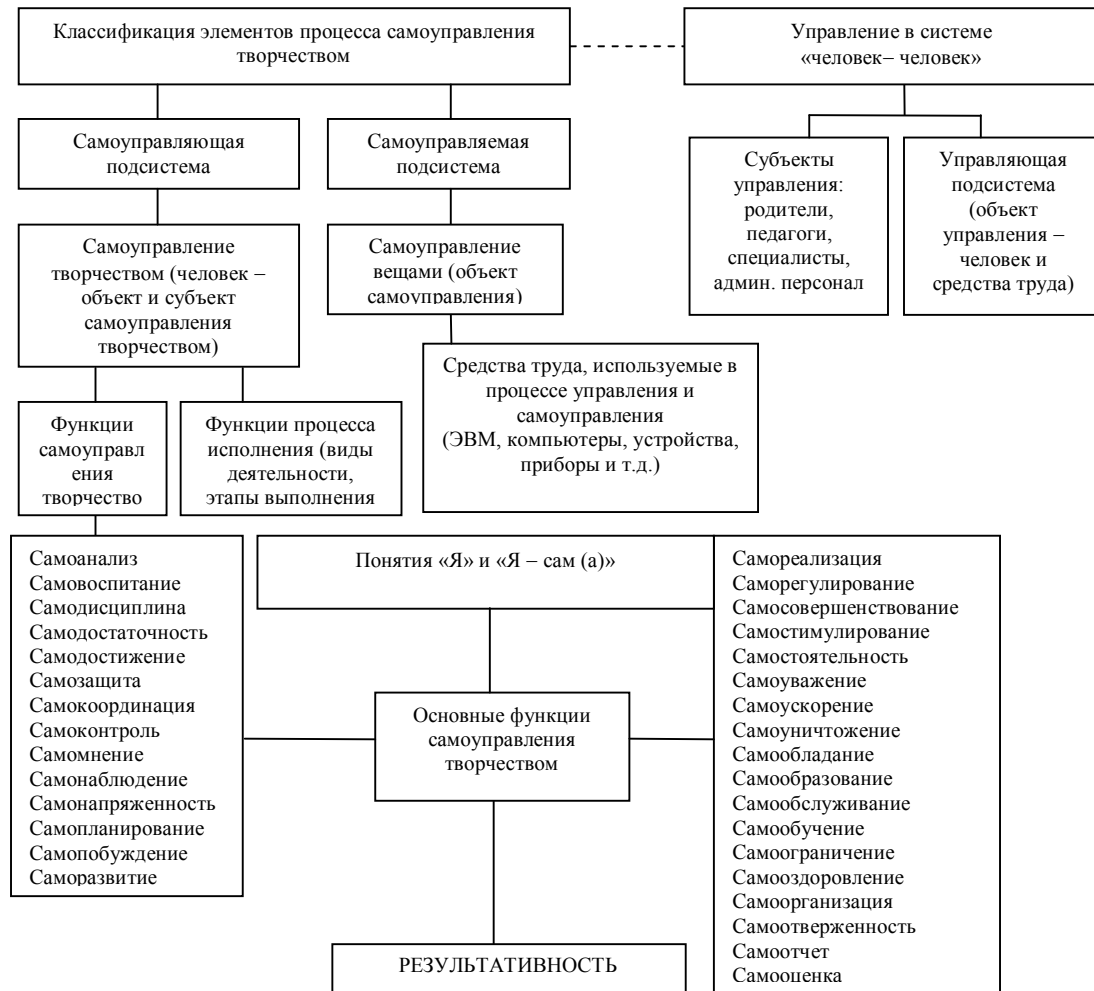 Классификация элементов процесса самоуправления
творчеством
Управление в системе
«человек– человек»
Самоуправляющая
подсистема
Самоуправляемая
подсистема
Субъекты
управления:
родители,
педагоги,
специалисты,
админ. персонал
Управляющая
подсистема
(объект
управления –
человек и
средства труда)
Самоуправление
творчеством (человек –
объект и субъект
самоуправления
творчеством)
Самоуправление
вещами (объект
самоуправления)
Средства труда, используемые в
процессе управления и
самоуправления
(ЭВМ, компьютеры, устройства,
приборы и т.д.)
Функции
самоуправл
ения
творчество
Функции процесса
исполнения (виды
деятельности,
этапы выполнения
Самоанализ
Самовоспитание
Самодисциплина
Самодостаточность
Самодостижение
Самозащита
Самокоординация
Самоконтроль
Самомнение
Самонаблюдение
Самонапряженность
Самопланирование
Самопобуждение
Саморазвитие
Понятия «Я» и «Я – сам (а)»
Основные функции
самоуправления
творчеством
РЕЗУЛЬТАТИВНОСТЬ
Самореализация
Саморегулирование
Самосовершенствование
Самостимулирование
Самостоятельность
Самоуважение
Самоускорение
Самоуничтожение
Самообладание
Самообразование
Самообслуживание
Самообучение
Самоограничение
Самооздоровление
Самоорганизация
Самоотверженность
Самоотчет
Самооценка